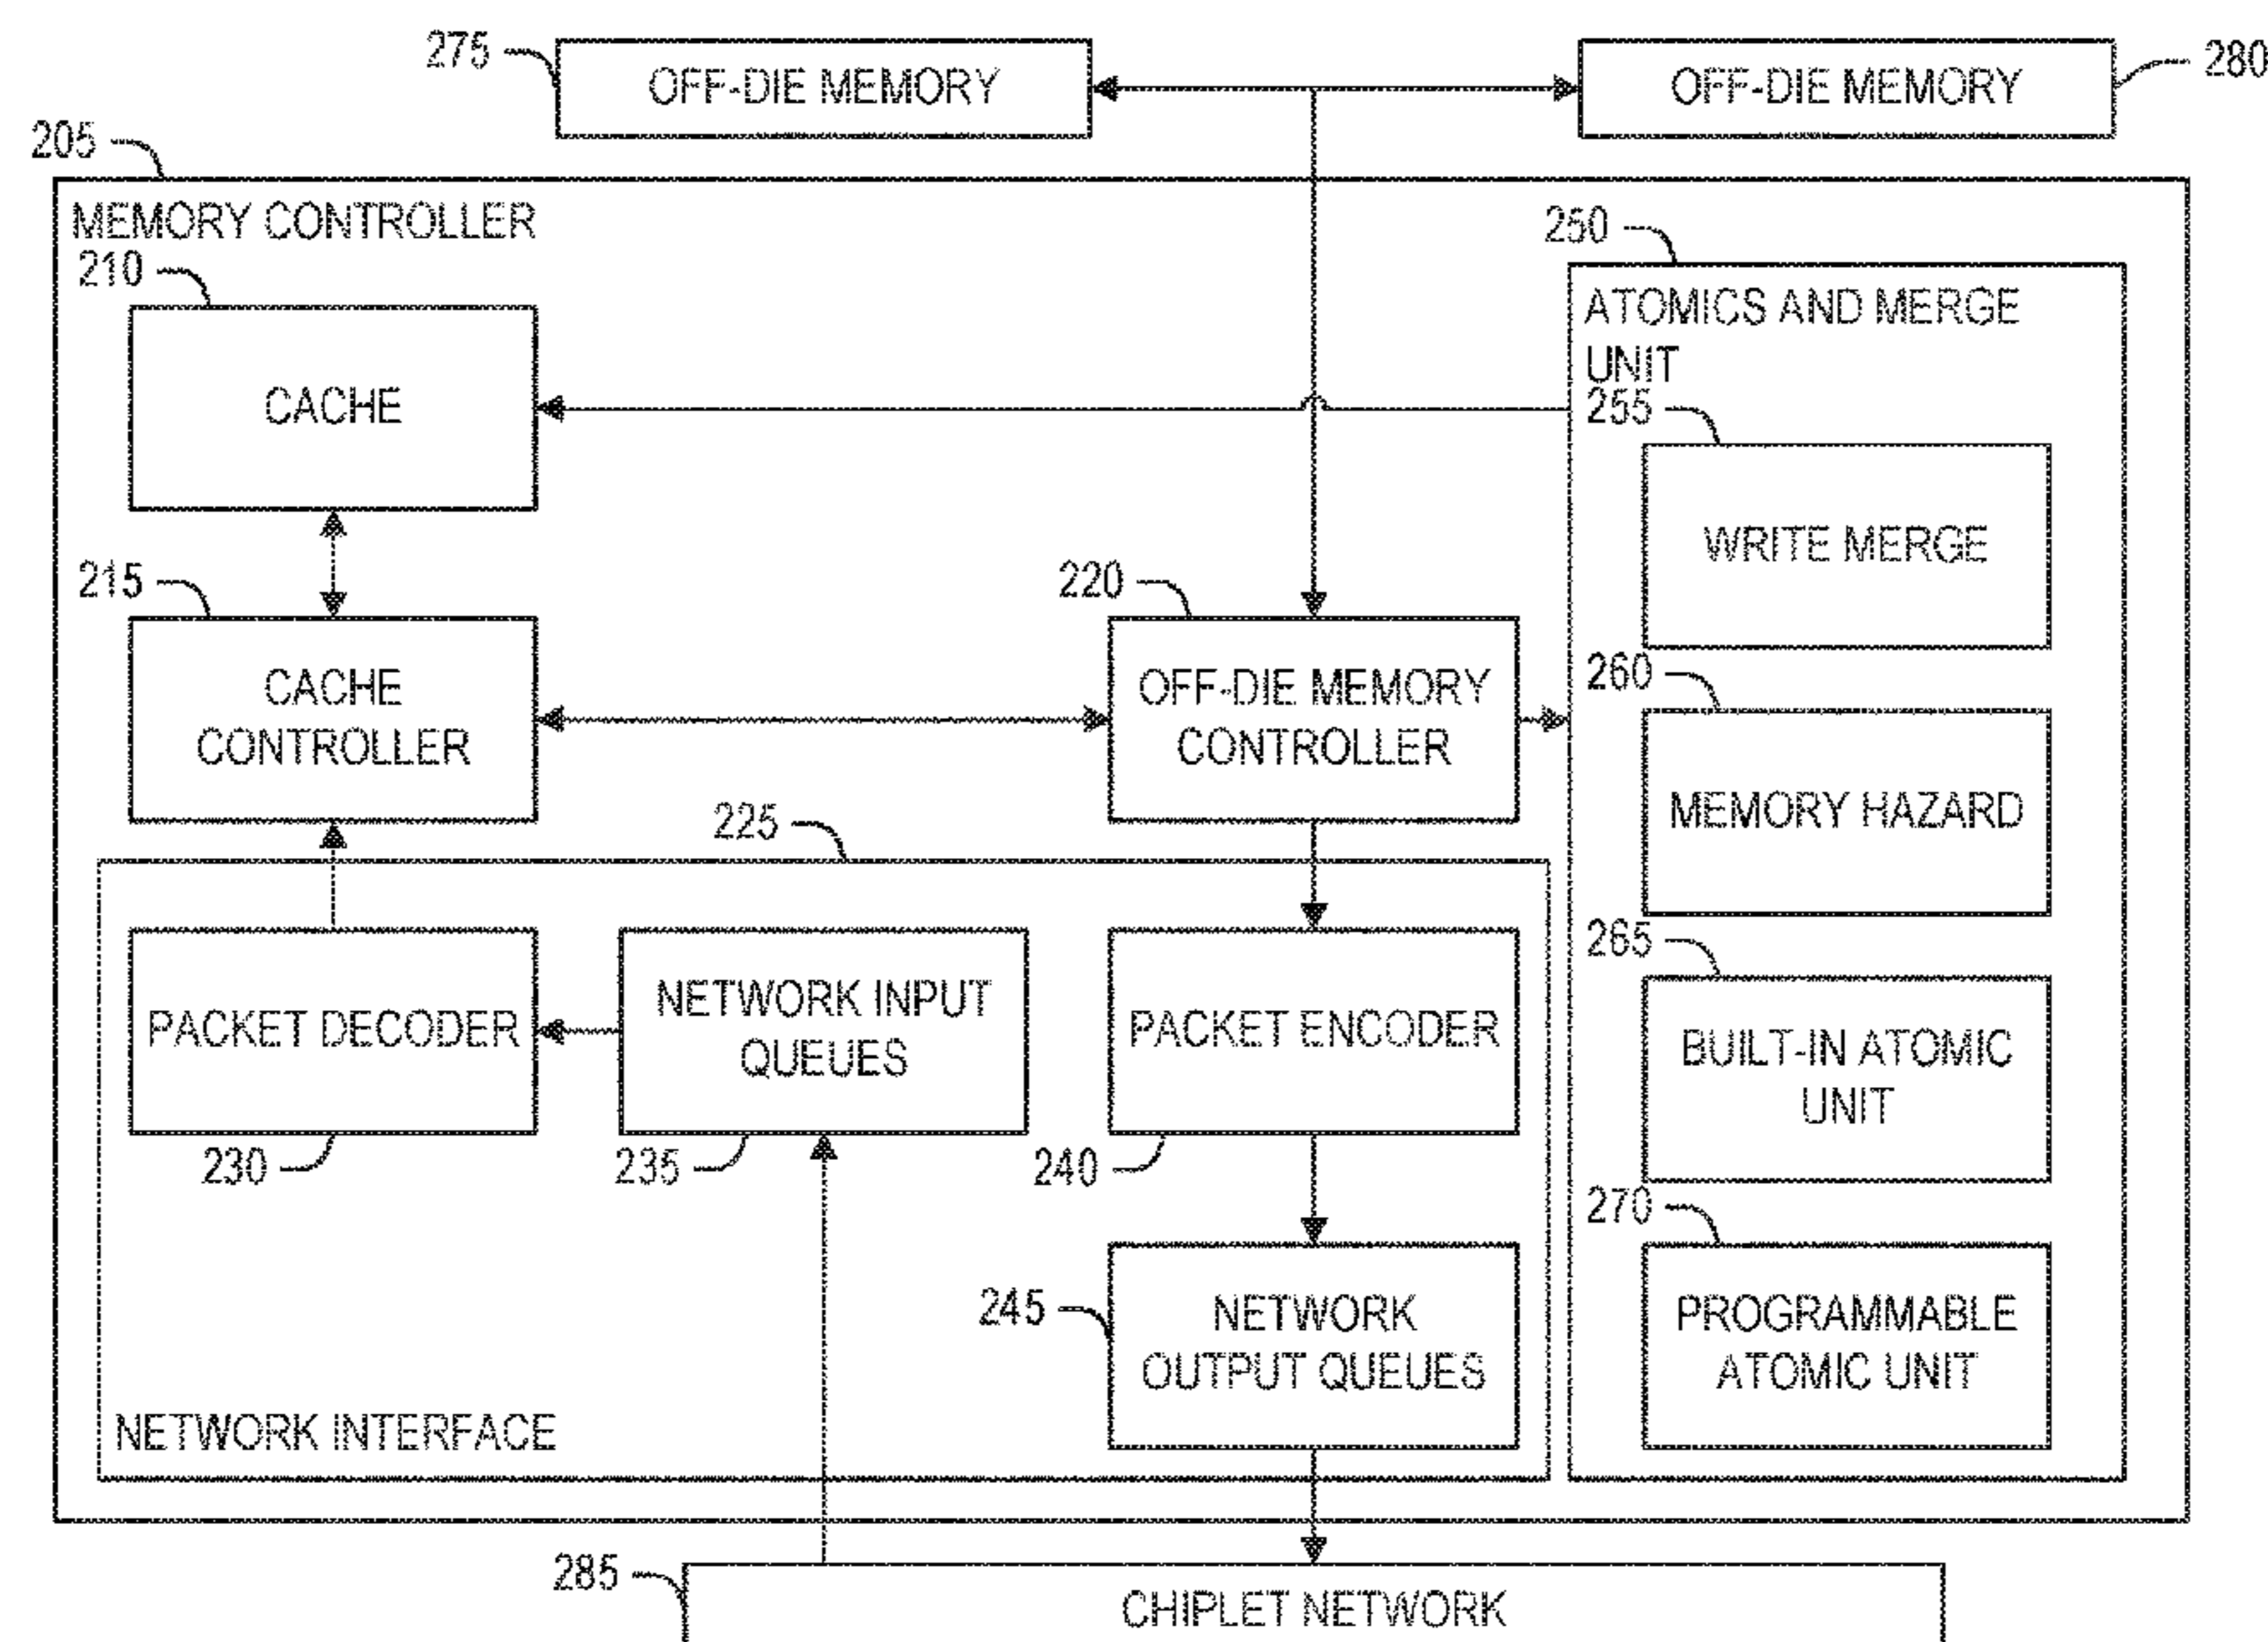 275
OFF-DIE MEMORY
OFF-DIE MEMORY
280
205
MEMORY CONTROLLER
210
CACHE
250
ATOMICS AND MERGE
UNIT
255
WRITE MERGE
215
CACHE
CONTROLLER
220
OFF-DIE MEMORY
CONTROLLER
260
MEMORY HAZARD
225
PACKET DECODER
230
NETWORK INPUT
QUEUES
235
PACKET ENCODER
240
265
BUILT-IN ATOMIC
UNIT
270
PROGRAMMABLE
ATOMIC UNIT
245
NETWORK
OUTPUT QUEUES
NETWORK INTERFACE
285
CHIPLET NETWORK